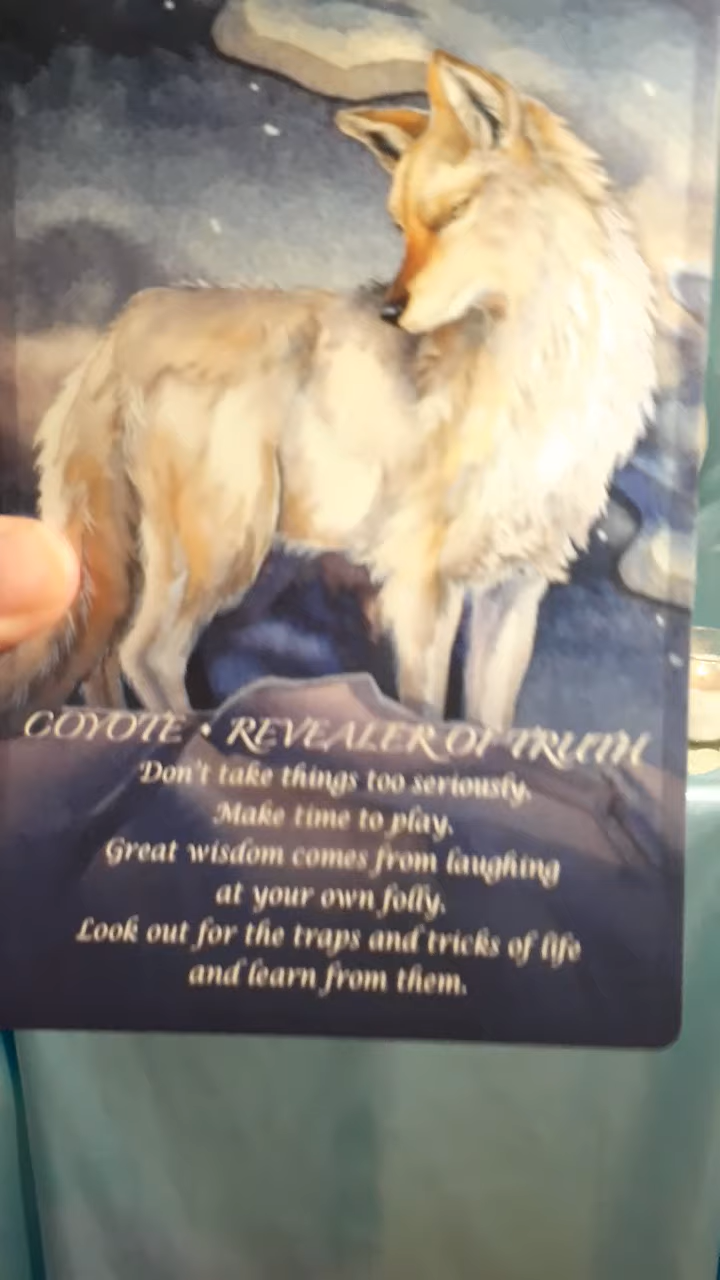 COYOTE • REVEALER OF TRUTH
Don't take things too seriously.
Make time to play.
Great wisdom comes from laughing
at your own folly.
Look out for the traps and tricks of life
and learn from them.